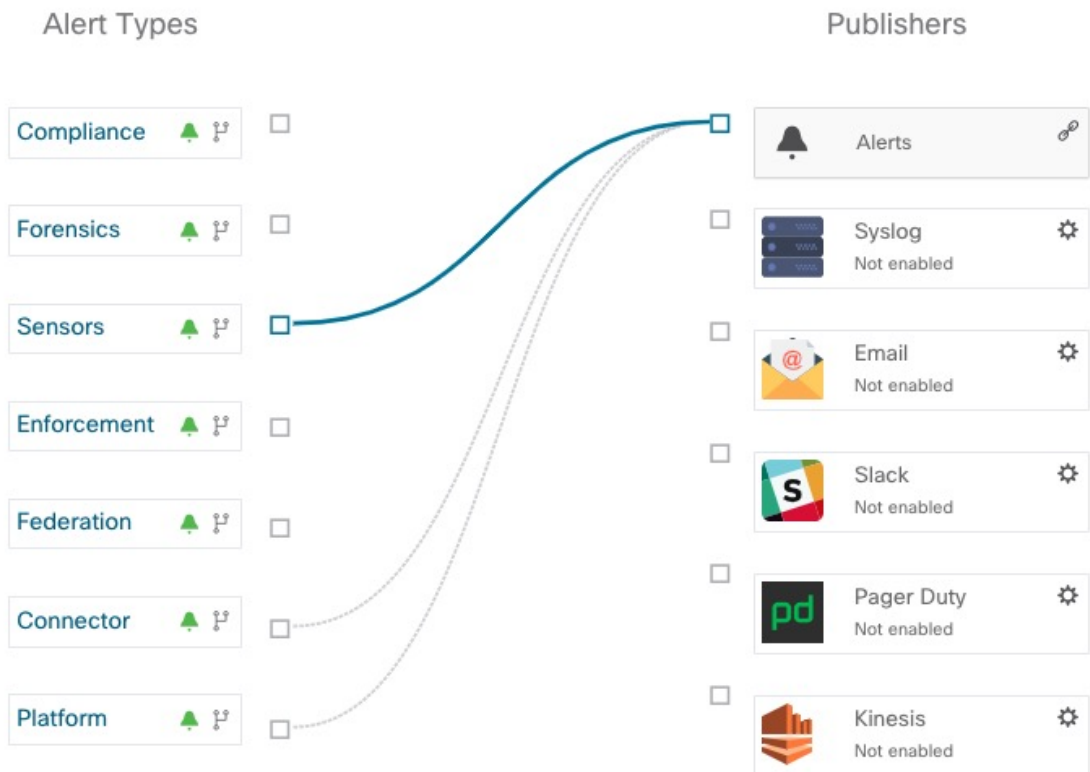 Alert Types
Publishers
Compliance
Forensics
Sensors
Enforcement
Federation
Connector
Platform
Alerts
Syslog
Not enabled
@
Email
Not enabled
S
Slack
Not enabled
pd
Pager Duty
Not enabled
Kinesis
Not enabled